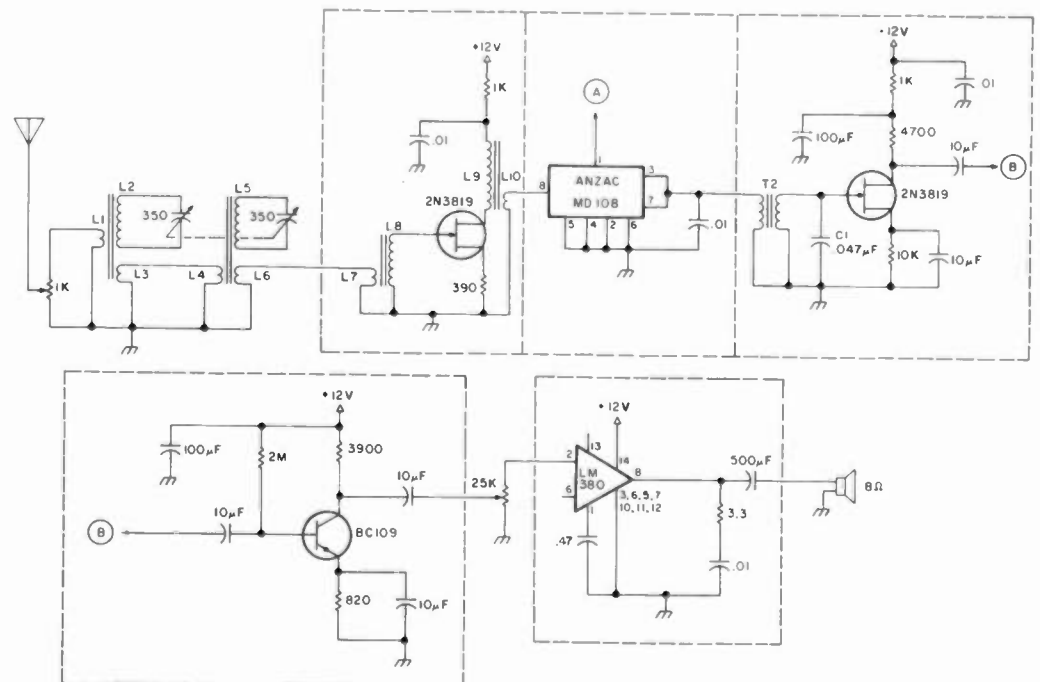 +12V
1K
.01
L9
L10
2N3819
L8
L7
390
L2
L5
350
350
L1
L3
L4
L6
1K
A
1
8
ANZAC
MD108
3
7
5
4
2
6
.01
+12V
1K
.01
100µF
4700
10µF
B
2N3819
T2
C1
.047µF
10K
10µF
+12V
100µF
2M
3900
10µF
25K
10µF
B
BC109
820
10µF
+12V
13
2
14
LM
380
8
6
3,6,5,7
10,11,12
1
.47
500µF
8Ω
3.3
.01